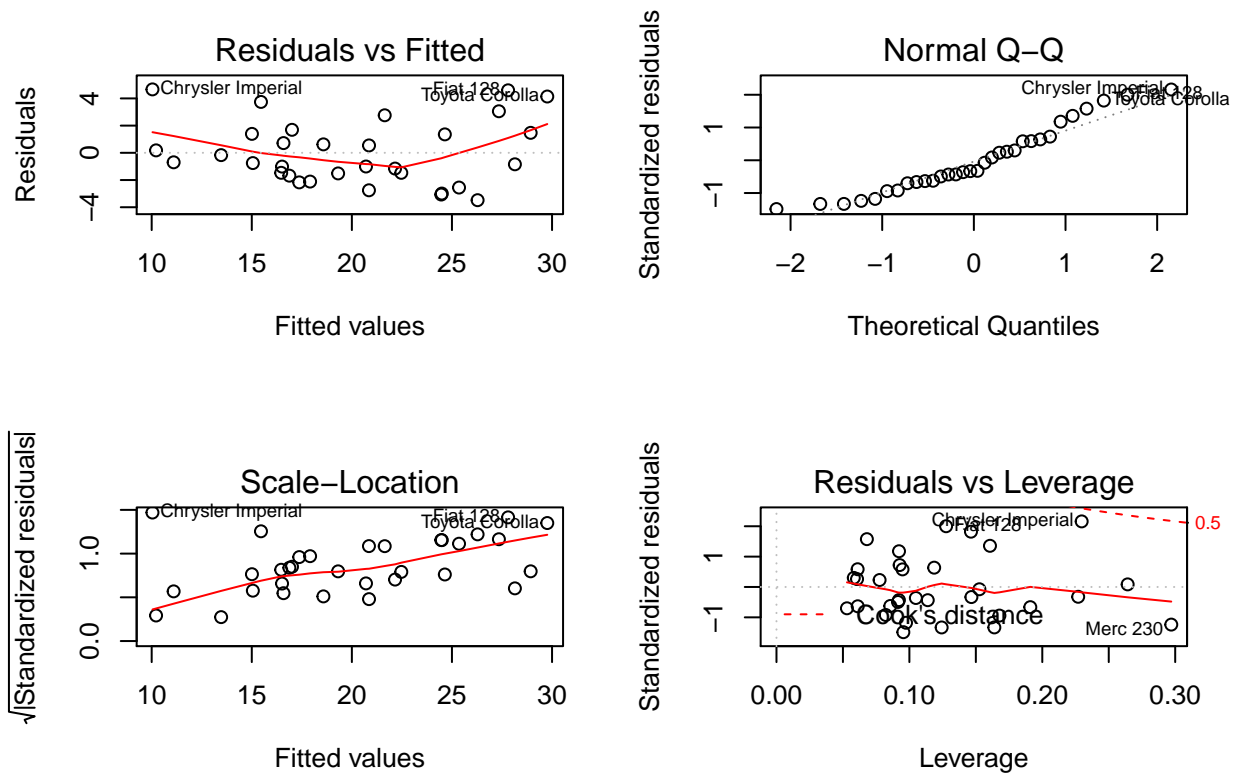 Residuals vs Fitted
Residuals
4
0
−4
Chrysler Imperial
Fiat 128
Toyota Corolla
10 15 20 25 30
Fitted values
Normal Q−Q
Standardized residuals
1
−1
Chrysler Imperial
Fiat 128
Toyota Corolla
−2 −1 0 1 2
Theoretical Quantiles
Scale−Location
√|Standardized residuals|
1.0
0.0
Chrysler Imperial
Fiat 128
Toyota Corolla
10 15 20 25 30
Fitted values
Residuals vs Leverage
Standardized residuals
1
−1
Chrysler Imperial
Fiat 128
0.5
Cook's distance
Merc 230
0.00 0.10 0.20 0.30
Leverage